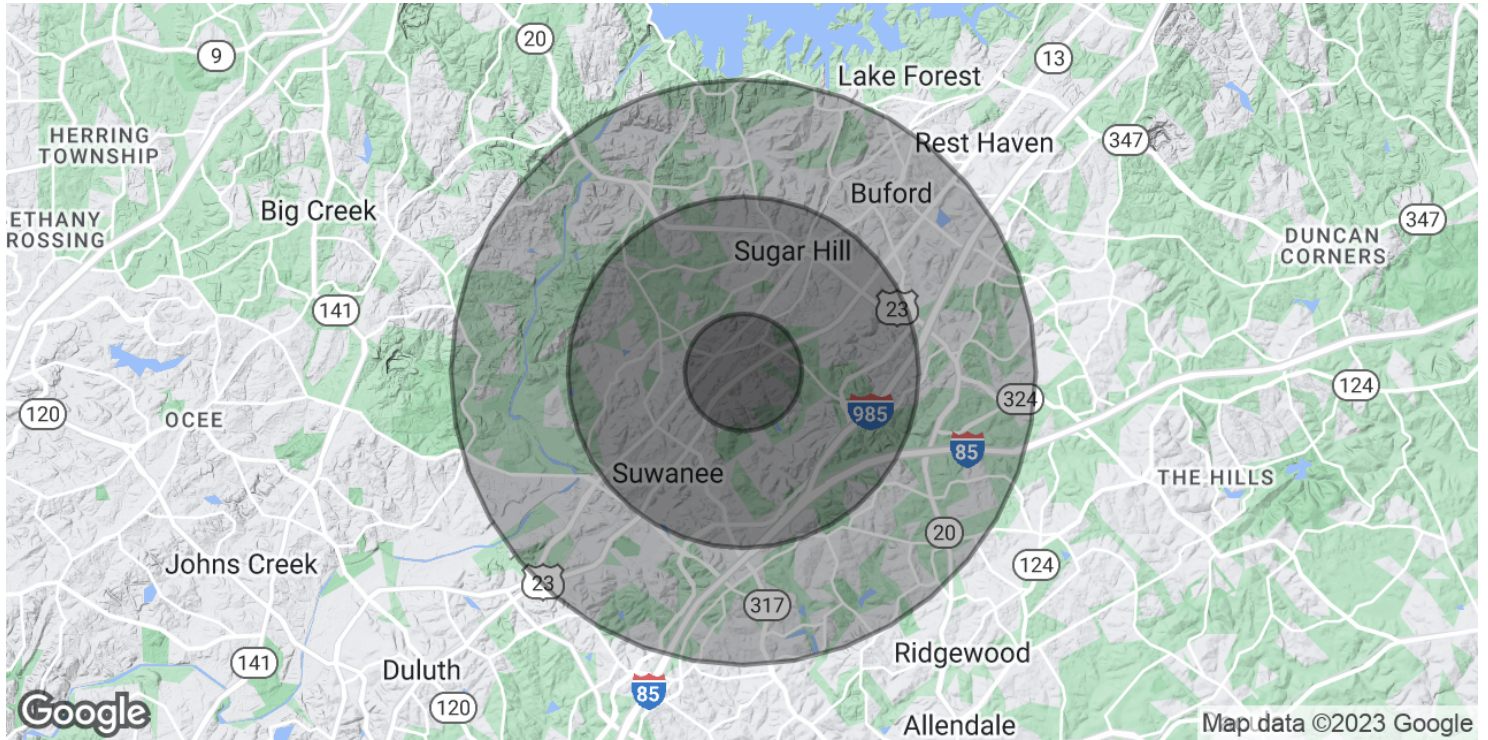 9
20
13
Lake Forest
HERRING
TOWNSHIP
Rest Haven
347
Buford
Big Creek
ETHANY
ROSSING
347
DUNCAN
CORNERS
Sugar Hill
141
23
124
324
120
985
OCEE
85
Suwanee
THE HILLS
20
Johns Creek
124
23
317
Ridgewood
141
Duluth
85
120
Google
Allendale
Map data ©2023 Google